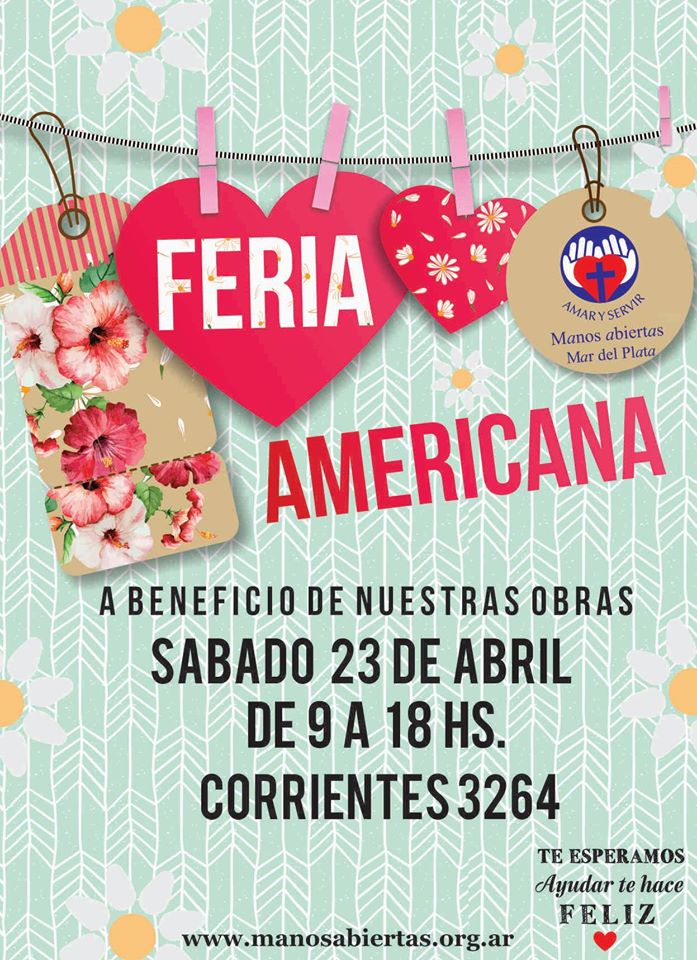 FERIA
AMAR Y SERVIR
Manos abiertas
Mar del Plata
AMERICANA
A BENEFICIO DE NUESTRAS OBRAS
SABADO 23 DE ABRIL
DE 9 A 18 HS.
CORRIENTES 3264
TE ESPERAMOS
Ayudar te hace
FELIZ
www.manosabiertas.org.ar